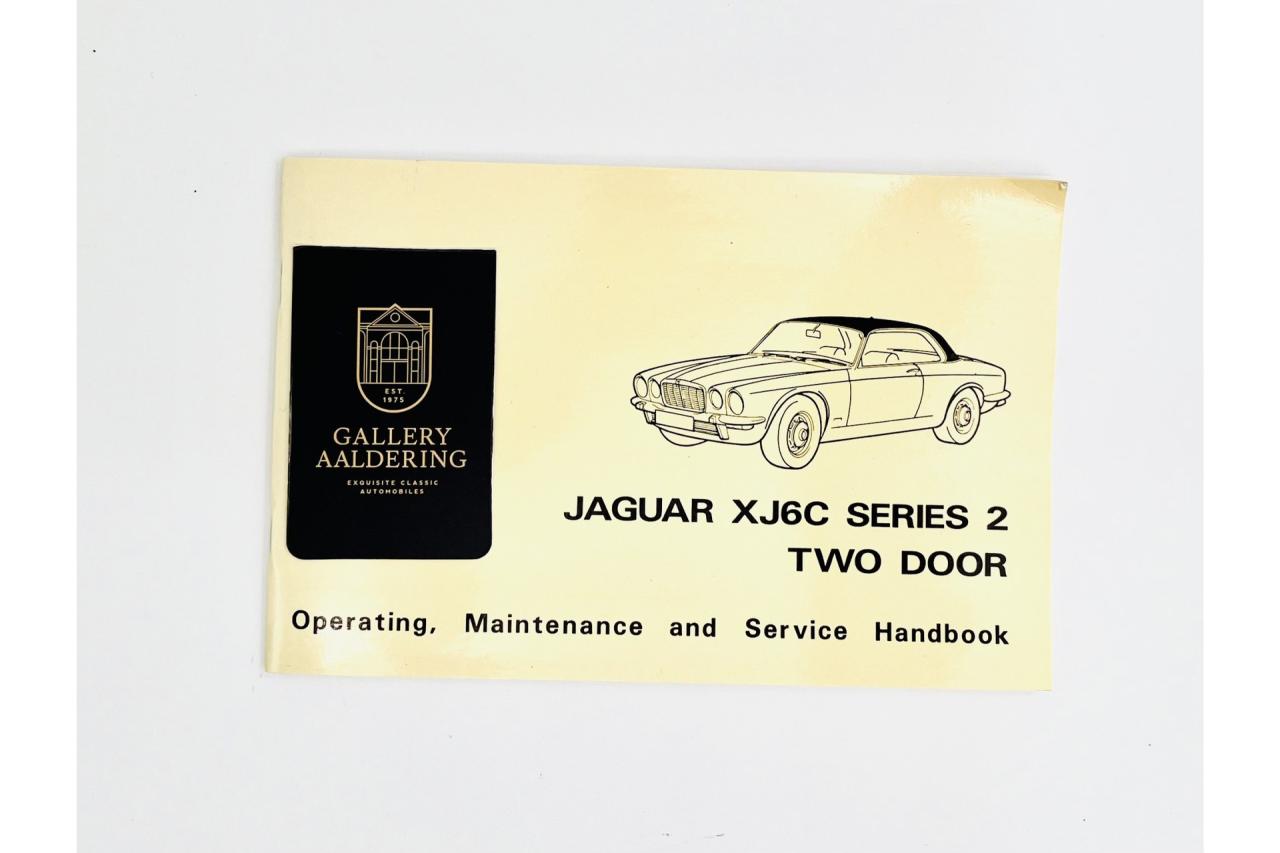 EST.
1975
GALLERY
AALDERING
EXQUISITE CLASSIC
AUTOMOBILES
JAGUAR XJ6C SERIES 2
TWO DOOR
Operating, Maintenance and Service Handbook